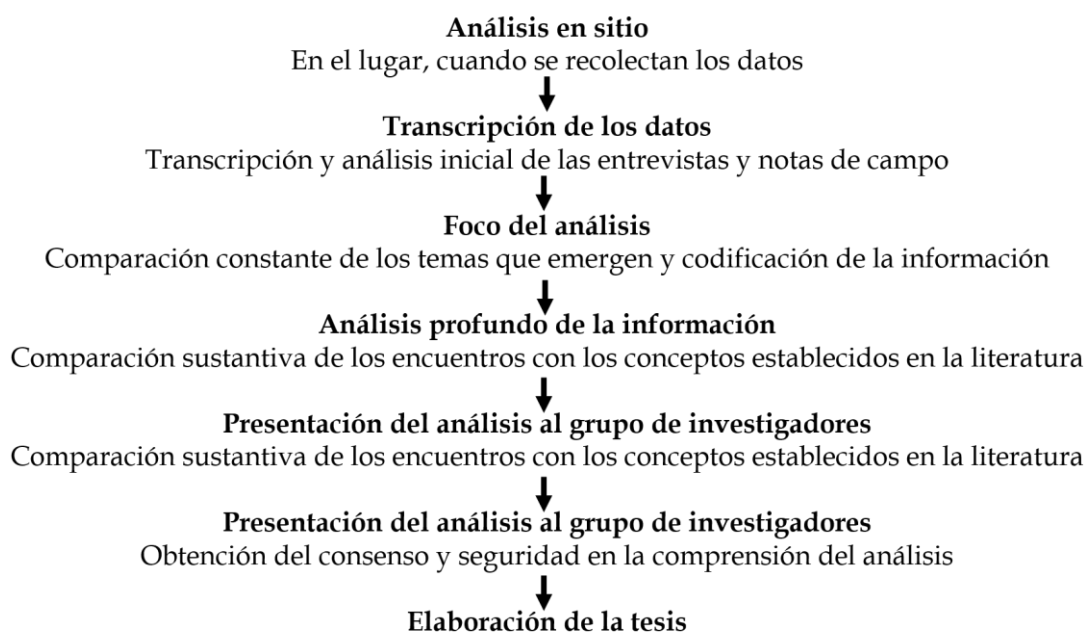 Análisis en sitio
En el lugar, cuando se recolectan los datos
Transcripción de los datos
Transcripción y análisis inicial de las entrevistas y notas de campo
Foco del análisis
Comparación constante de los temas que emergen y codificación de la información
Análisis profundo de la información
Comparación sustantiva de los encuentros con los conceptos establecidos en la literatura
Presentación del análisis al grupo de investigadores
Comparación sustantiva de los encuentros con los conceptos establecidos en la literatura
Presentación del análisis al grupo de investigadores
Obtención del consenso y seguridad en la comprensión del análisis
Elaboración de la tesis